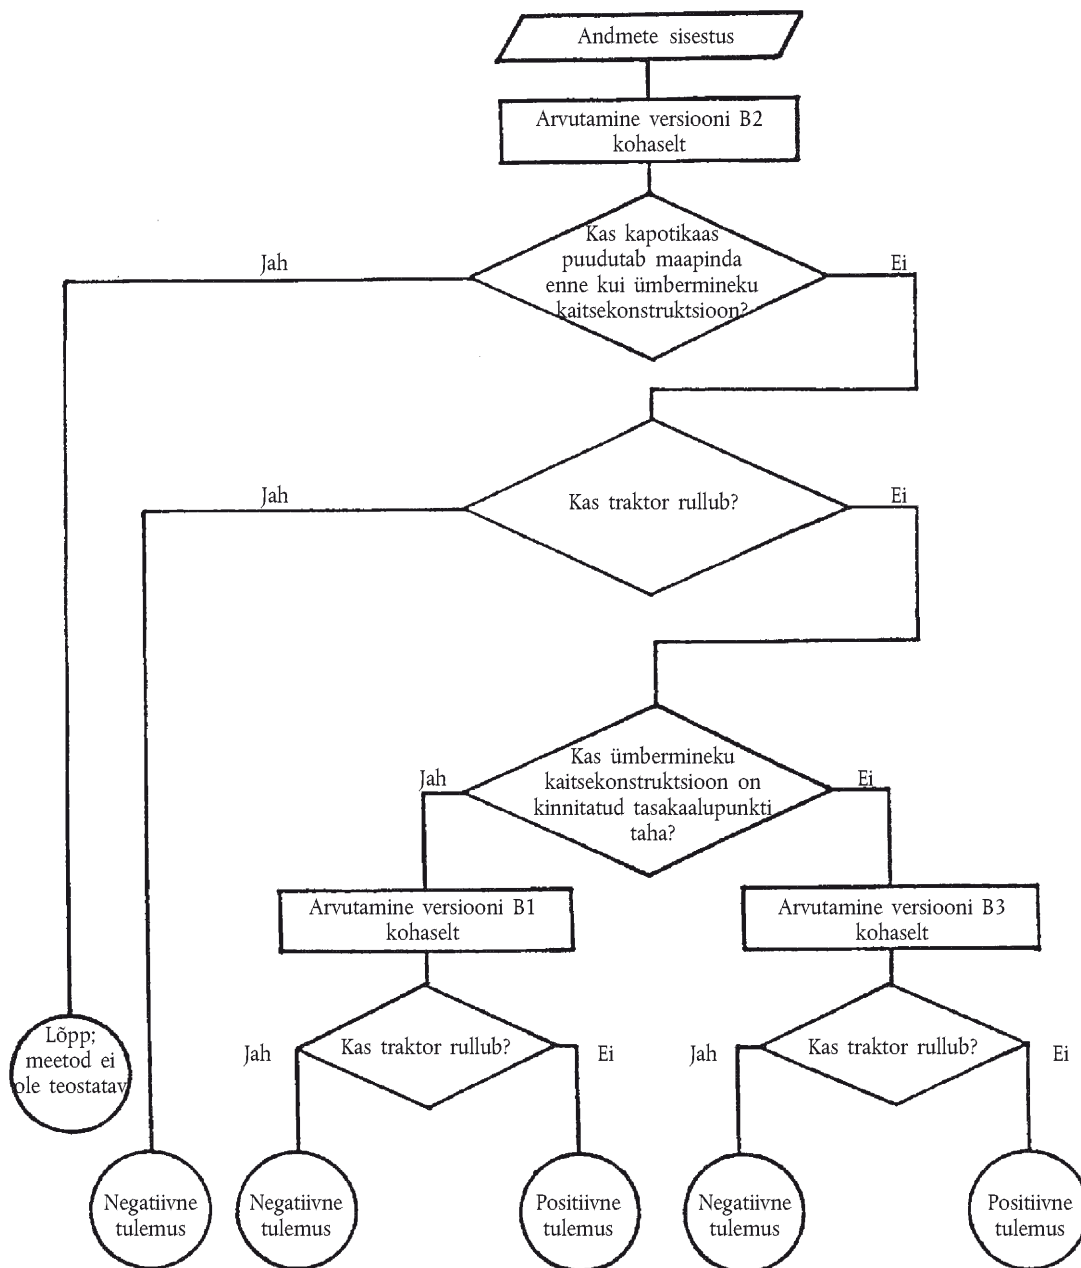 Andmete sisestus
Arvutamine versiooni B2
kohaselt
Kas kapotikaas
puudutab maapinda
enne kui ümbermineku
kaitsekonstruktsioon?
Jah
Ei
Kas traktor rullub?
Jah
Ei
Kas ümbermineku
kaitsekonstruktsioon on
kinnitatud tasakaalupunkti
taha?
Jah
Ei
Arvutamine versiooni B1
kohaselt
Arvutamine versiooni B3
kohaselt
Lõpp;
meetod ei
ole teostatav
Jah
Kas traktor rullub?
Ei
Jah
Kas traktor rullub?
Ei
Negatiivne
tulemus
Negatiivne
tulemus
Positiivne
tulemus
Negatiivne
tulemus
Positiivne
tulemus